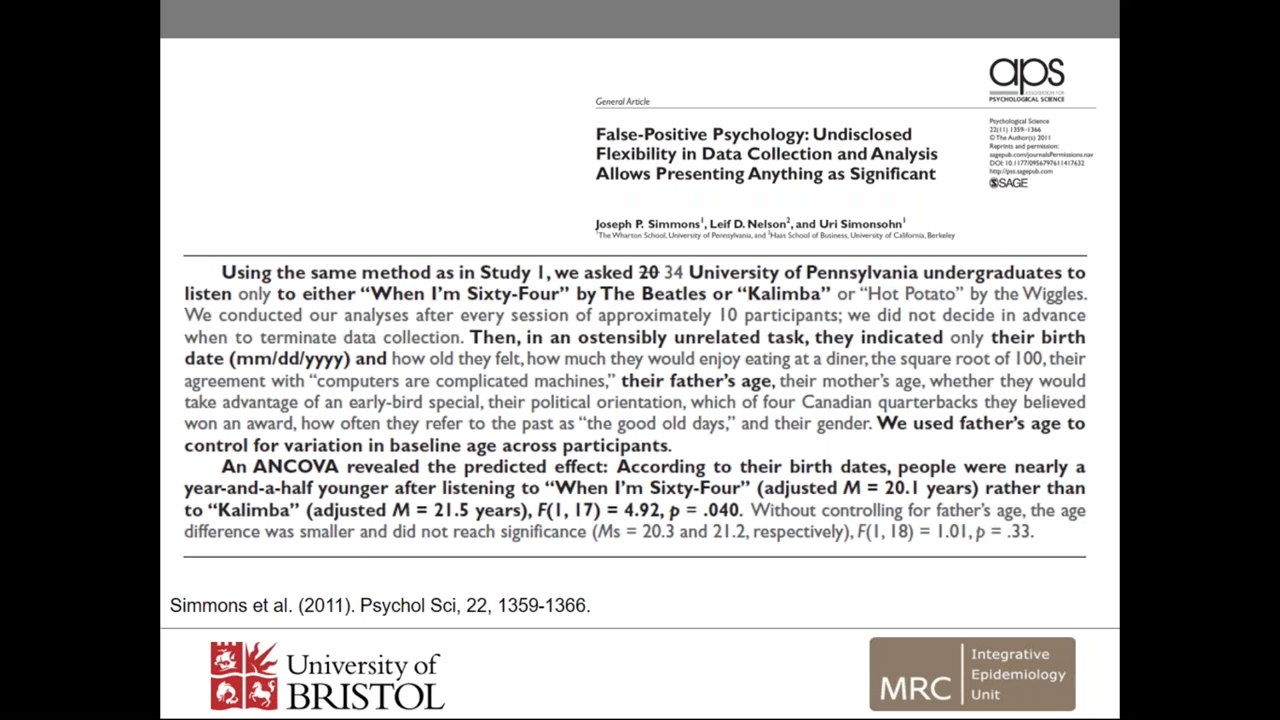 aps
ASSOCIATION FOR
PSYCHOLOGICAL SCIENCE
General Article
False-Positive Psychology: Undisclosed
Flexibility in Data Collection and Analysis
Allows Presenting Anything as Significant
Psychological Science
22(11) 1359–1366
© The Author(s) 2011
Reprints and permission:
sagepub.com/journalsPermissions.nav
DOI: 10.1177/0956797611417632
http://pss.sagepub.com
SAGE
Joseph P. Simmons1, Leif D. Nelson2, and Uri Simonsohn1
1The Wharton School, University of Pennsylvania, and 2Haas School of Business, University of California, Berkeley
Using the same method as in Study 1, we asked 20 34 University of Pennsylvania undergraduates to
listen only to either “When I’m Sixty-Four” by The Beatles or “Kalimba” or “Hot Potato” by the Wiggles.
We conducted our analyses after every session of approximately 10 participants; we did not decide in advance
when to terminate data collection. Then, in an ostensibly unrelated task, they indicated only their birth
date (mm/dd/yyyy) and how old they felt, how much they would enjoy eating at a diner, the square root of 100, their
agreement with “computers are complicated machines,” their father’s age, their mother’s age, whether they would
take advantage of an early-bird special, their political orientation, which of four Canadian quarterbacks they believed
won an award, how often they refer to the past as “the good old days,” and their gender. We used father’s age to
control for variation in baseline age across participants.
An ANCOVA revealed the predicted effect: According to their birth dates, people were nearly a
year-and-a-half younger after listening to “When I’m Sixty-Four” (adjusted M = 20.1 years) rather than
to “Kalimba” (adjusted M = 21.5 years), F(1, 17) = 4.92, p = .040. Without controlling for father’s age, the age
difference was smaller and did not reach significance (Ms = 20.3 and 21.2, respectively), F(1, 18) = 1.01, p = .33.
Simmons et al. (2011). Psychol Sci, 22, 1359-1366.
University of
BRISTOL
MRC
Integrative
Epidemiology
Unit